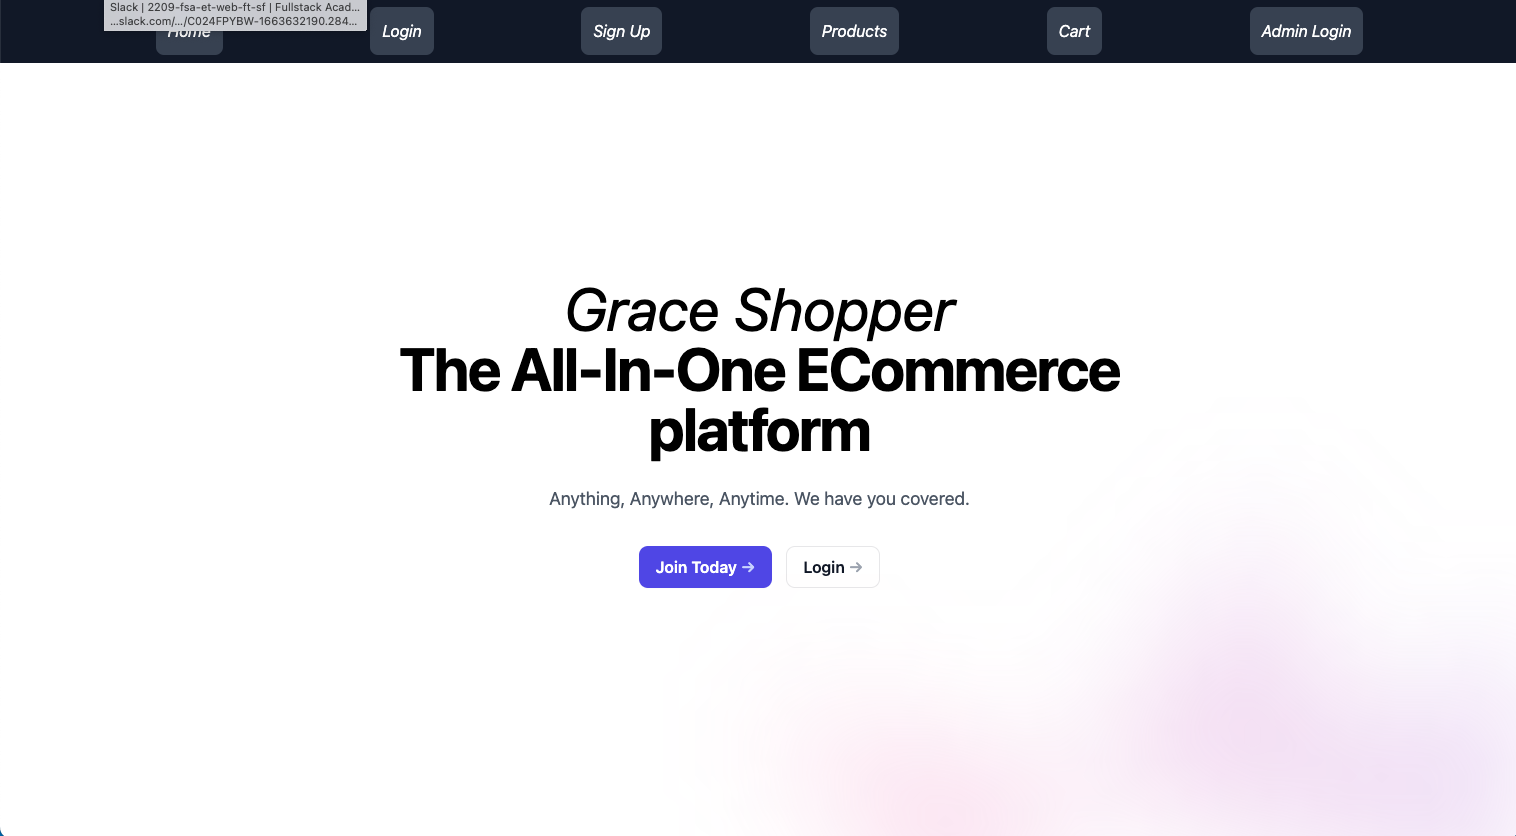 Slack | 2209-fsa-et-web-ft-sf | Fullstack Acad...
...slack.com/.../C024FPYBW-1663632190.284...
Home
Login
Sign Up
Products
Cart
Admin Login
Grace Shopper
The All-In-One ECommerce
platform
Anything, Anywhere, Anytime. We have you covered.
Join Today →
Login →